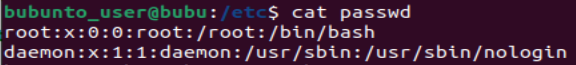 bubunto_user@bubu:/etc$ cat passwd
root:x:0:0:root:/root:/bin/bash
daemon:x:1:1:daemon:/usr/sbin:/usr/sbin/nologin